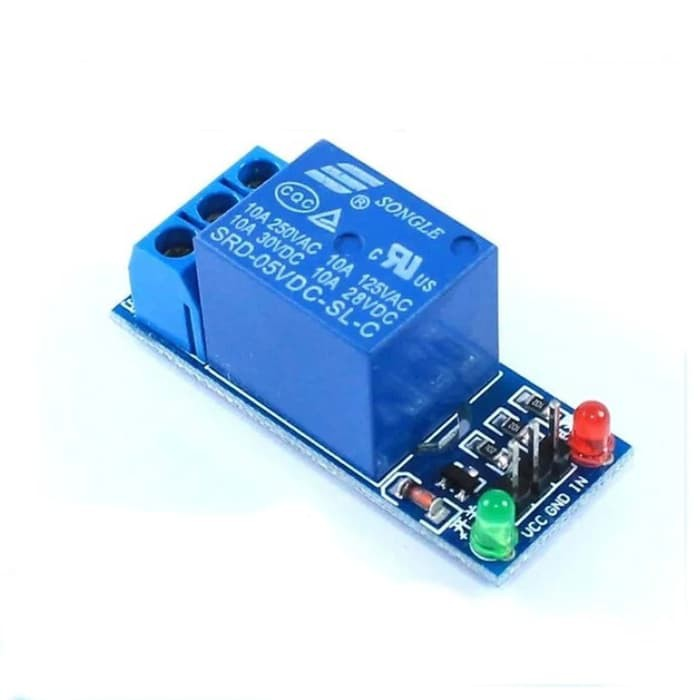 SONGLE
®
CQC
10A 250VAC 10A 125VAC
10A 30VDC 10A 28VDC
SRD-05VDC-SL-C
C US
VCC GND IN